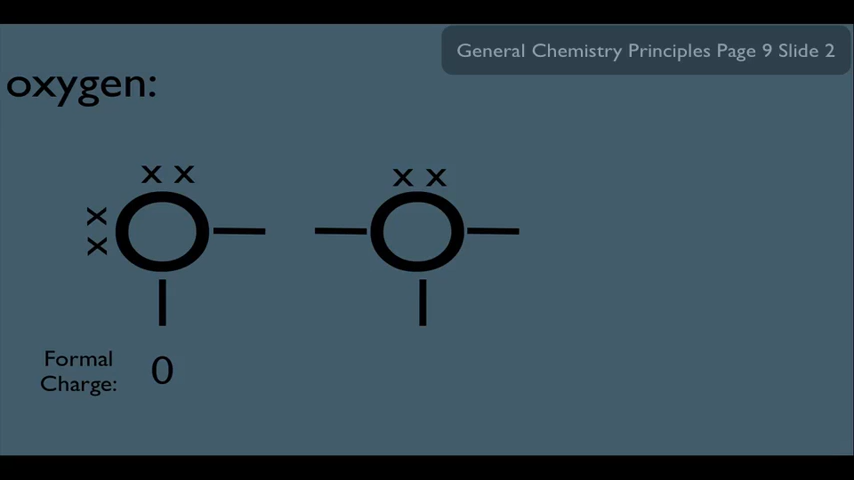 General Chemistry Principles Page 9 Slide 2
oxygen:
x x
x x
x
x
O
O
Formal
Charge:
0